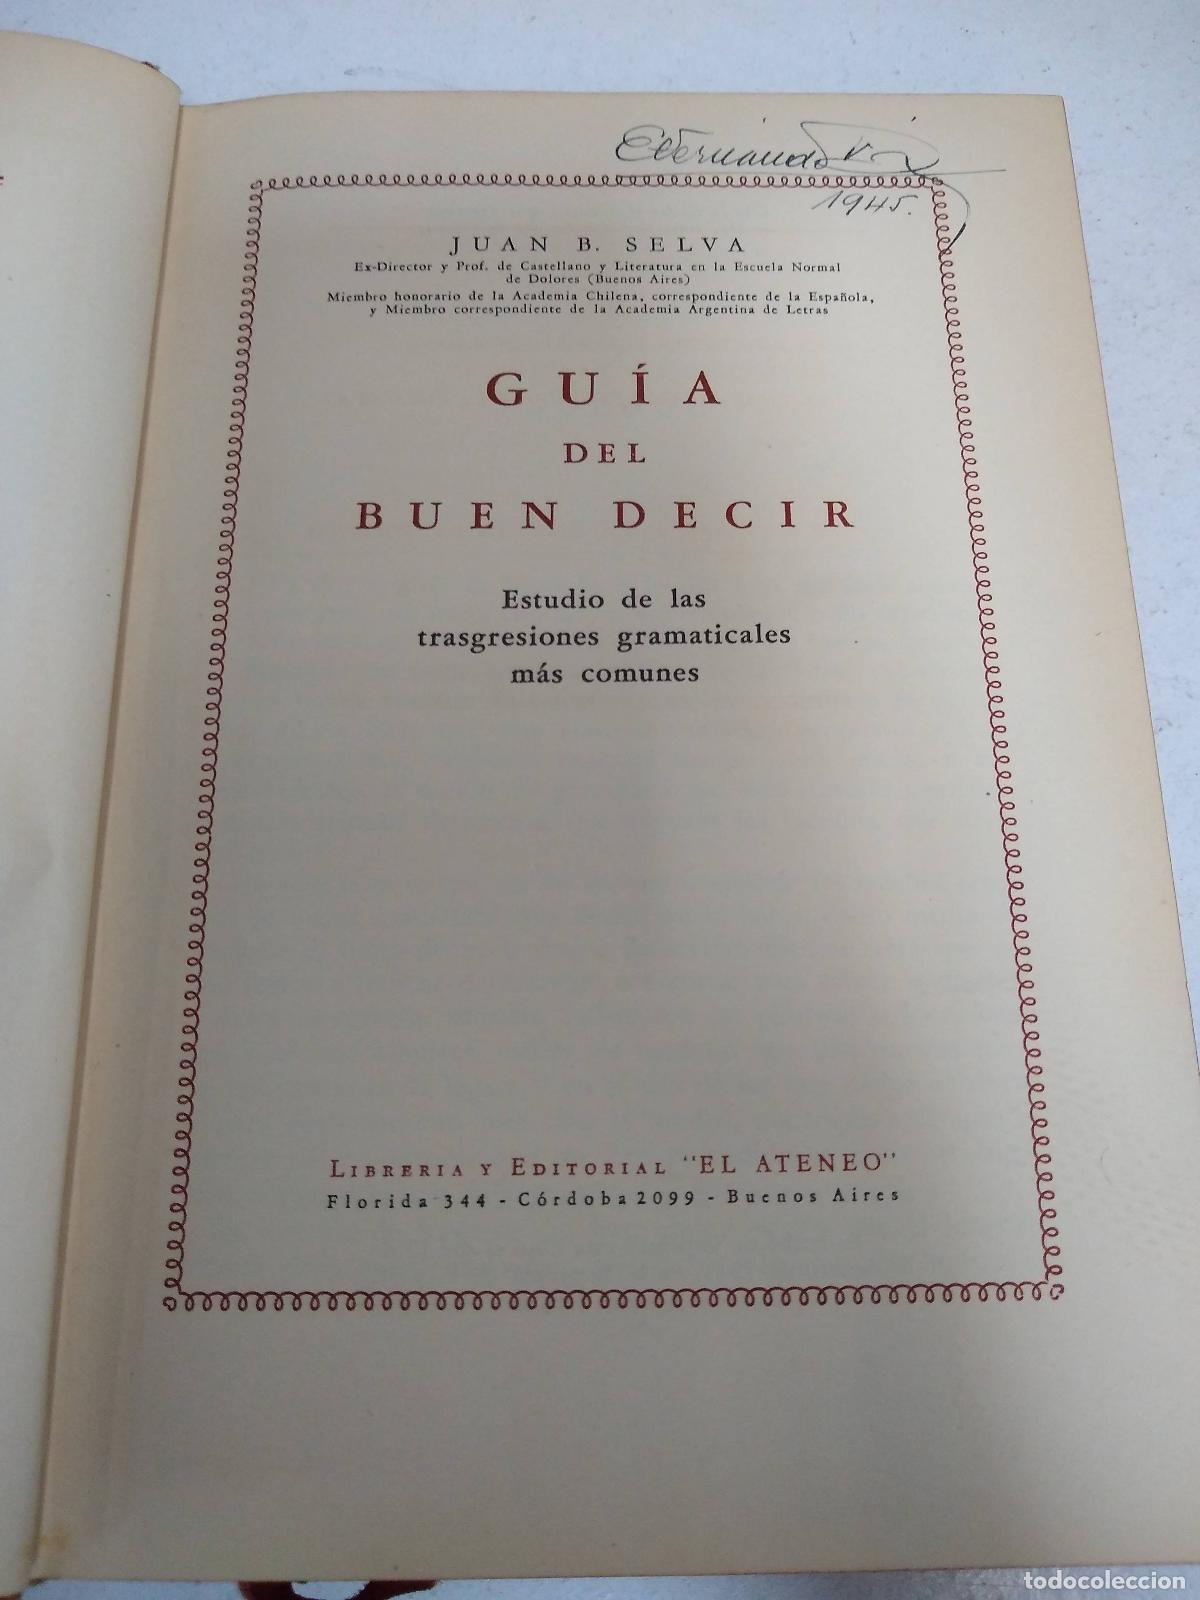 1945.
JUAN B. SELVA
Ex-Director y Prof. de Castellano y Literatura en la Escuela Normal
de Dolores (Buenos Aires)
Miembro honorario de la Academia Chilena, correspondiente de la Española,
y Miembro correspondiente de la Academia Argentina de Letras
GUÍA
DEL
BUEN DECIR
Estudio de las
trasgresiones gramaticales
más comunes
LIBRERIA Y EDITORIAL "EL ATENEO"
Florida 344 - Córdoba 2099 - Buenos Aires
todocoleccion